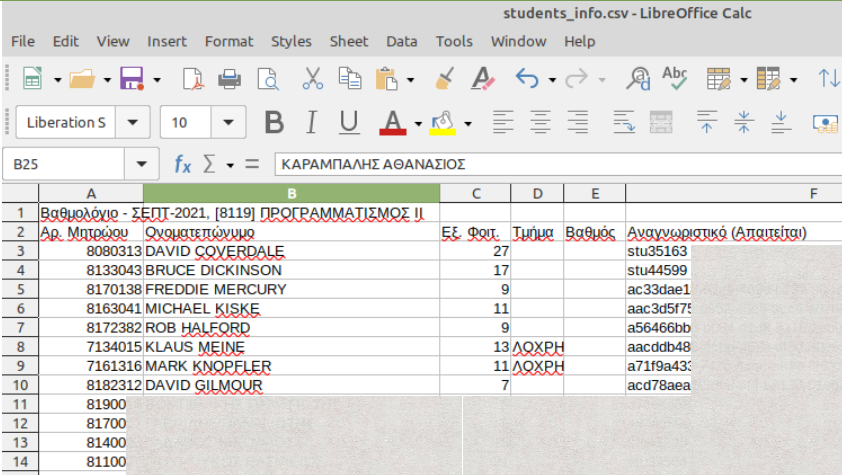 students_info.csv - LibreOffice Calc
File Edit View Insert Format Styles Sheet Data Tools Window Help
Abc
Liberation S 10 B I U A
B25 fx Σ = ΚΑΡΑΜΠΑΛΗΣ ΑΘΑΝΑΣΙΟΣ
A B C D E F
1 Βαθμολόγιο - ΣΕΠΤ-2021, [8119] ΠΡΟΓΡΑΜΜΑΤΙΣΜΟΣ ΙΙ
2 Αρ. Μητρώου Ονοματεπώνυμο Εξ. Φοιτ. Τμήμα Βαθμός Αναγνωριστικό (Απαιτείται)
3 8080313 DAVID COVERDALE 27 stu35163
4 8133043 BRUCE DICKINSON 17 stu44599
5 8170138 FREDDIE MERCURY 9 ac33dae1
6 8163041 MICHAEL KISKE 11 aac3d5f75
7 8172382 ROB HALFORD 9 a56466bb
8 7134015 KLAUS MEINE 13 ΛΟΧΡΗ aacddb48
9 7161316 MARK KNOPFLER 11 ΛΟΧΡΗ a71f9a433
10 8182312 DAVID GILMOUR 7 acd78aea
11 81900
12 81700
13 81400
14 81100